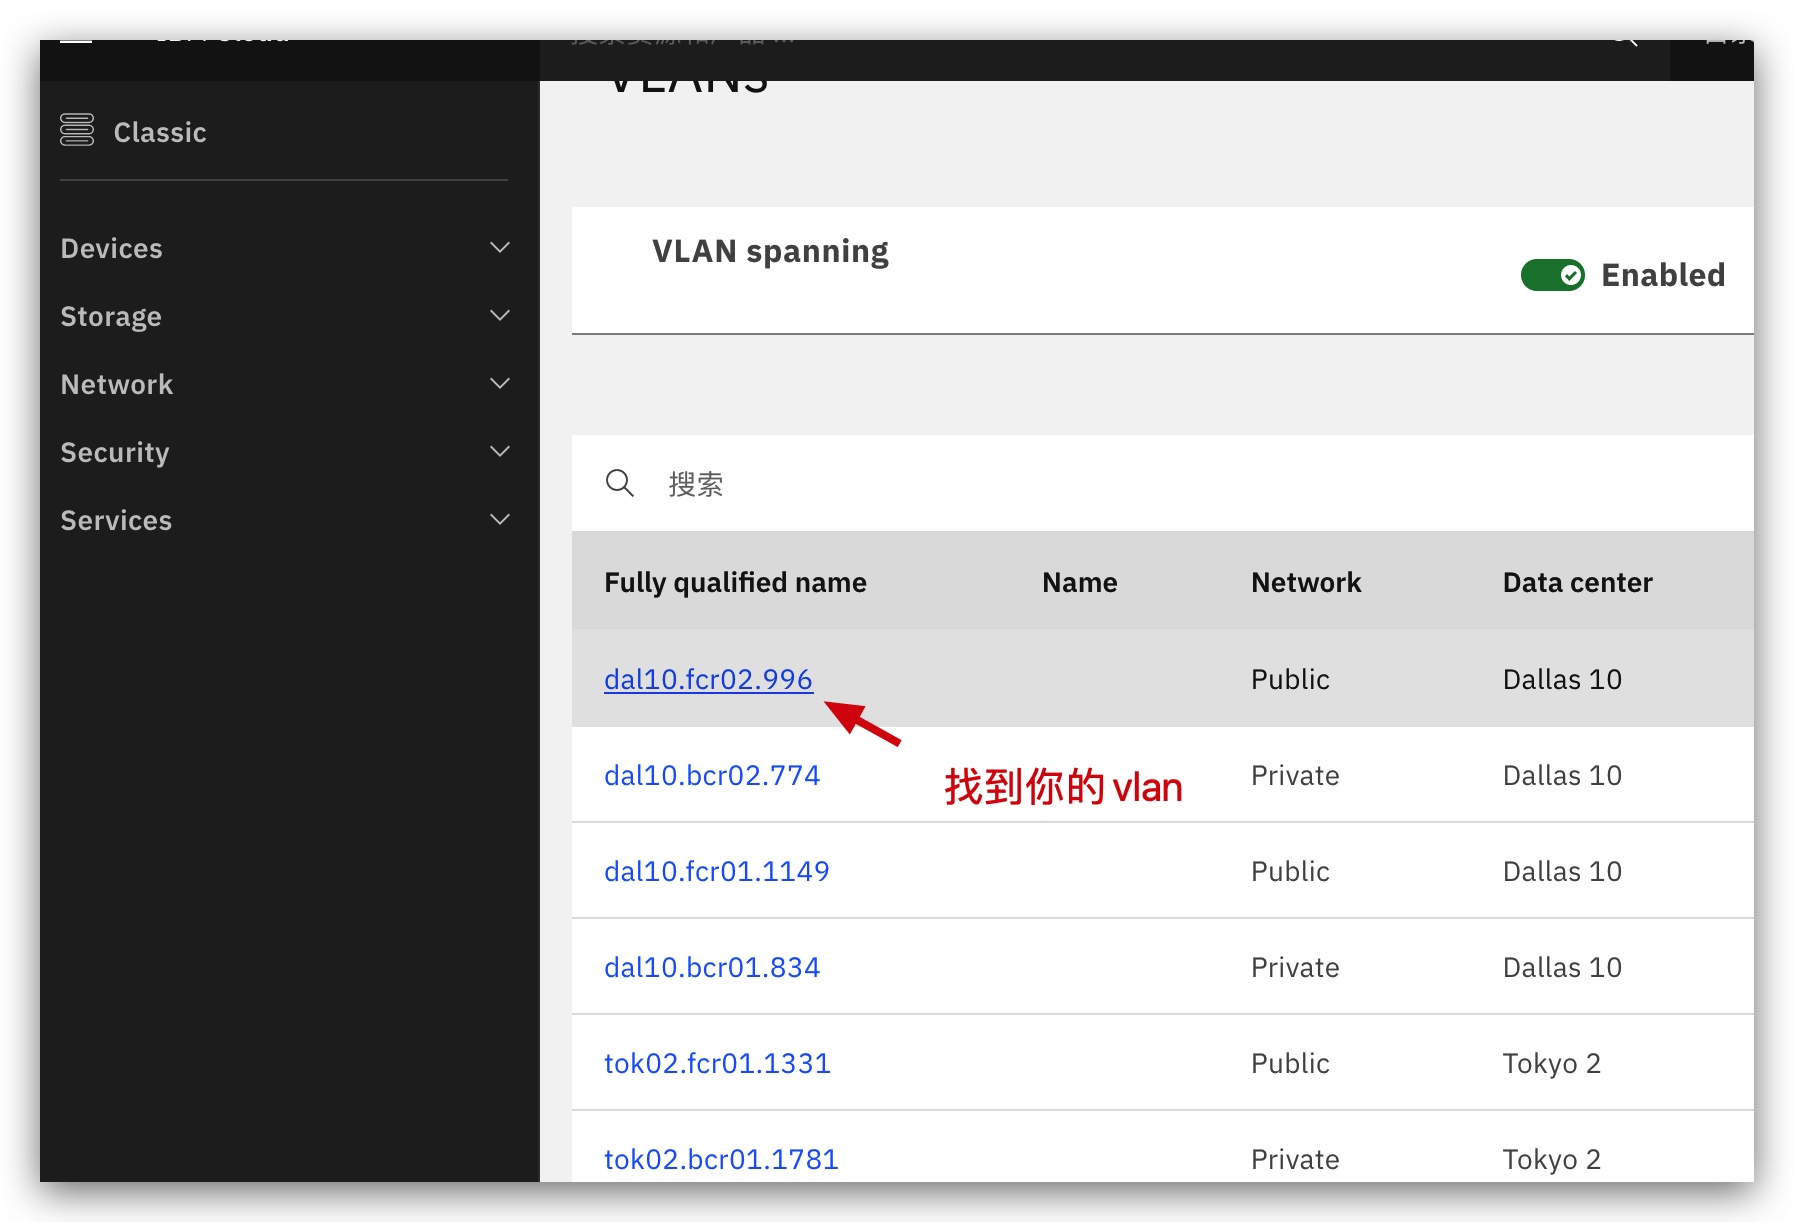 VLANs
Classic
Devices
Storage
Network
Security
Services
VLAN spanning
Enabled
搜索
Fully qualified name Name Network Data center
dal10.fcr02.996 Public Dallas 10
dal10.bcr02.774 Private Dallas 10
找到你的 vlan
dal10.fcr01.1149 Public Dallas 10
dal10.bcr01.834 Private Dallas 10
tok02.fcr01.1331 Public Tokyo 2
tok02.bcr01.1781 Private Tokyo 2